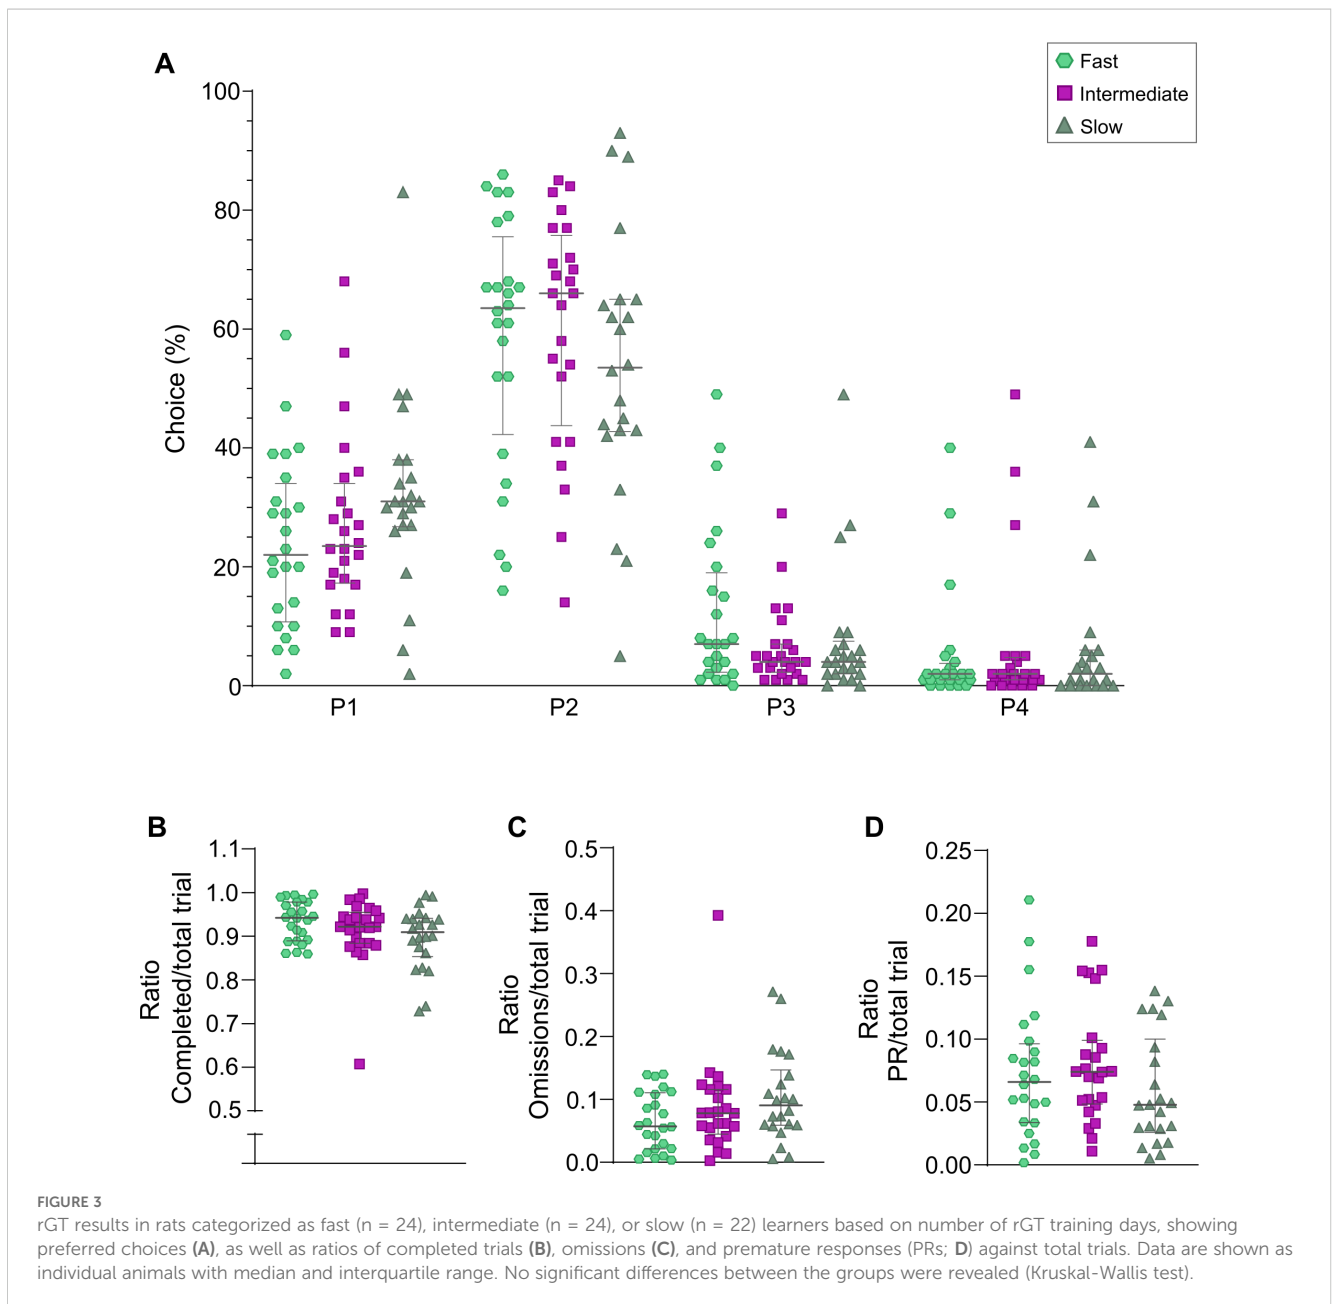 A
Fast
Intermediate
Slow
100
80
60
40
20
0
Choice (%)
P1
P2
P3
P4
B
1.1
1.0
0.9
0.8
0.7
0.6
0.5
Ratio
Completed/total trial
C
0.5
0.4
0.3
0.2
0.1
0.0
Ratio
Omissions/total trial
D
0.25
0.20
0.15
0.10
0.05
0.00
Ratio
PR/total trial
FIGURE 3
rGT results in rats categorized as fast (n = 24), intermediate (n = 24), or slow (n = 22) learners based on number of rGT training days, showing
preferred choices (A), as well as ratios of completed trials (B), omissions (C), and premature responses (PRs; D) against total trials. Data are shown as
individual animals with median and interquartile range. No significant differences between the groups were revealed (Kruskal-Wallis test).